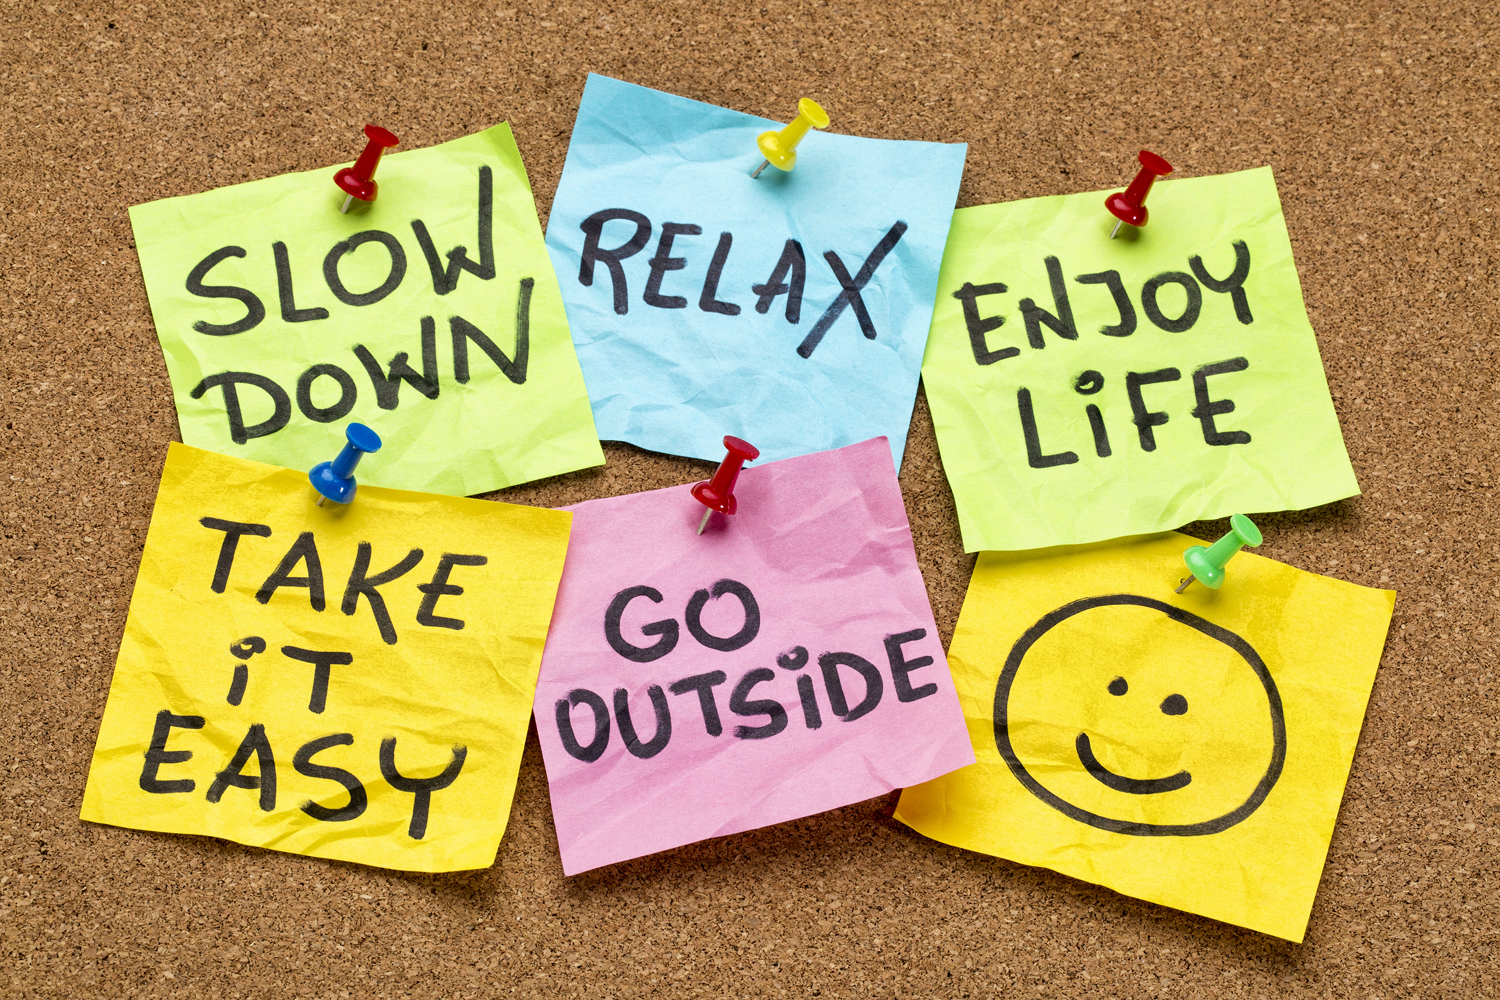 SLOW
DOWN
RELAX
ENJOY
LiFE
TAKE
iT
EASY
GO
OUTSiDE